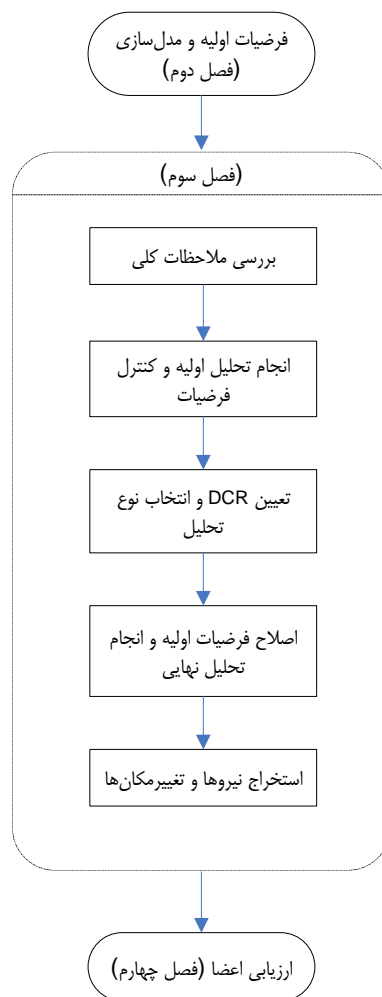 فرضیات اولیه و مدل‌سازی
(فصل دوم)
(فصل سوم)
بررسی ملاحظات کلی
انجام تحلیل اولیه و کنترل
فرضیات
تعیین DCR و انتخاب نوع
تحلیل
اصلاح فرضیات اولیه و انجام
تحلیل نهایی
استخراج نیروها و تغییرمکان‌ها
ارزیابی اعضا (فصل چهارم)